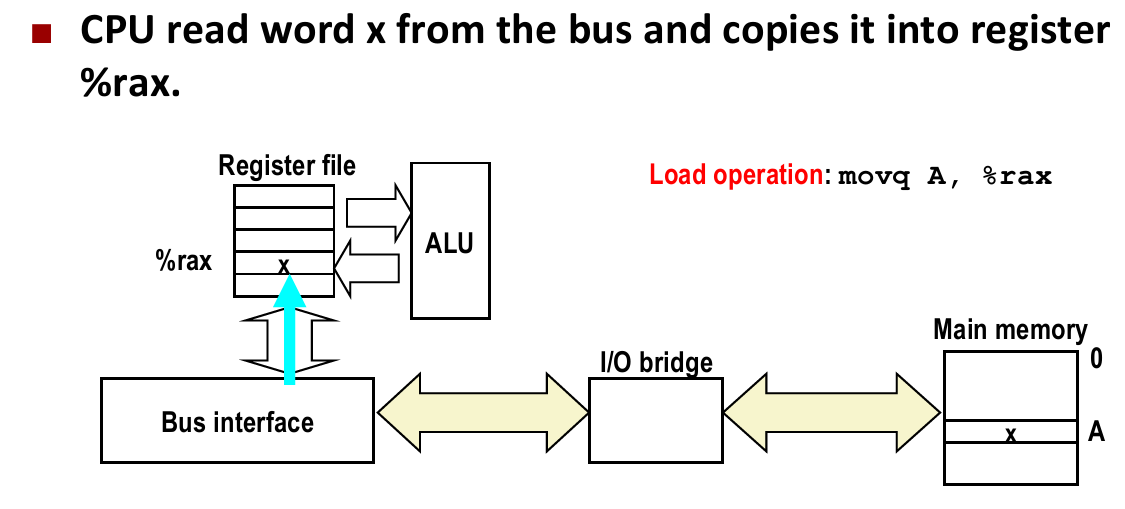 CPU read word x from the bus and copies it into register
%rax.
Register file
Load operation: movq A, %rax
ALU
%rax
x
Main memory
0
I/O bridge
Bus interface
A
x